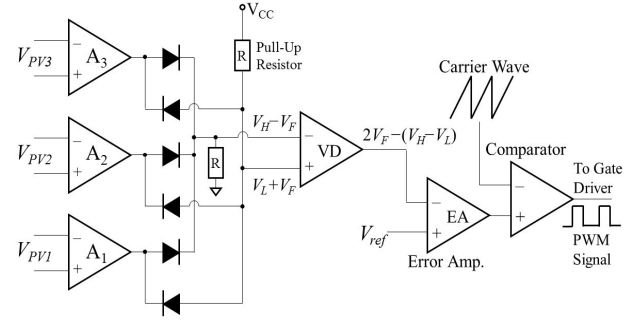 V_CC
Pull-Up
Resistor
R
V_PV3
− +
A_3
V_PV2
− +
A_2
V_PV1
− +
A_1
R
V_H−V_F
V_L+V_F
− +
VD
2V_F−(V_H−V_L)
Carrier Wave
Comparator
− +
V_ref
− +
EA
Error Amp.
To Gate
Driver
PWM
Signal